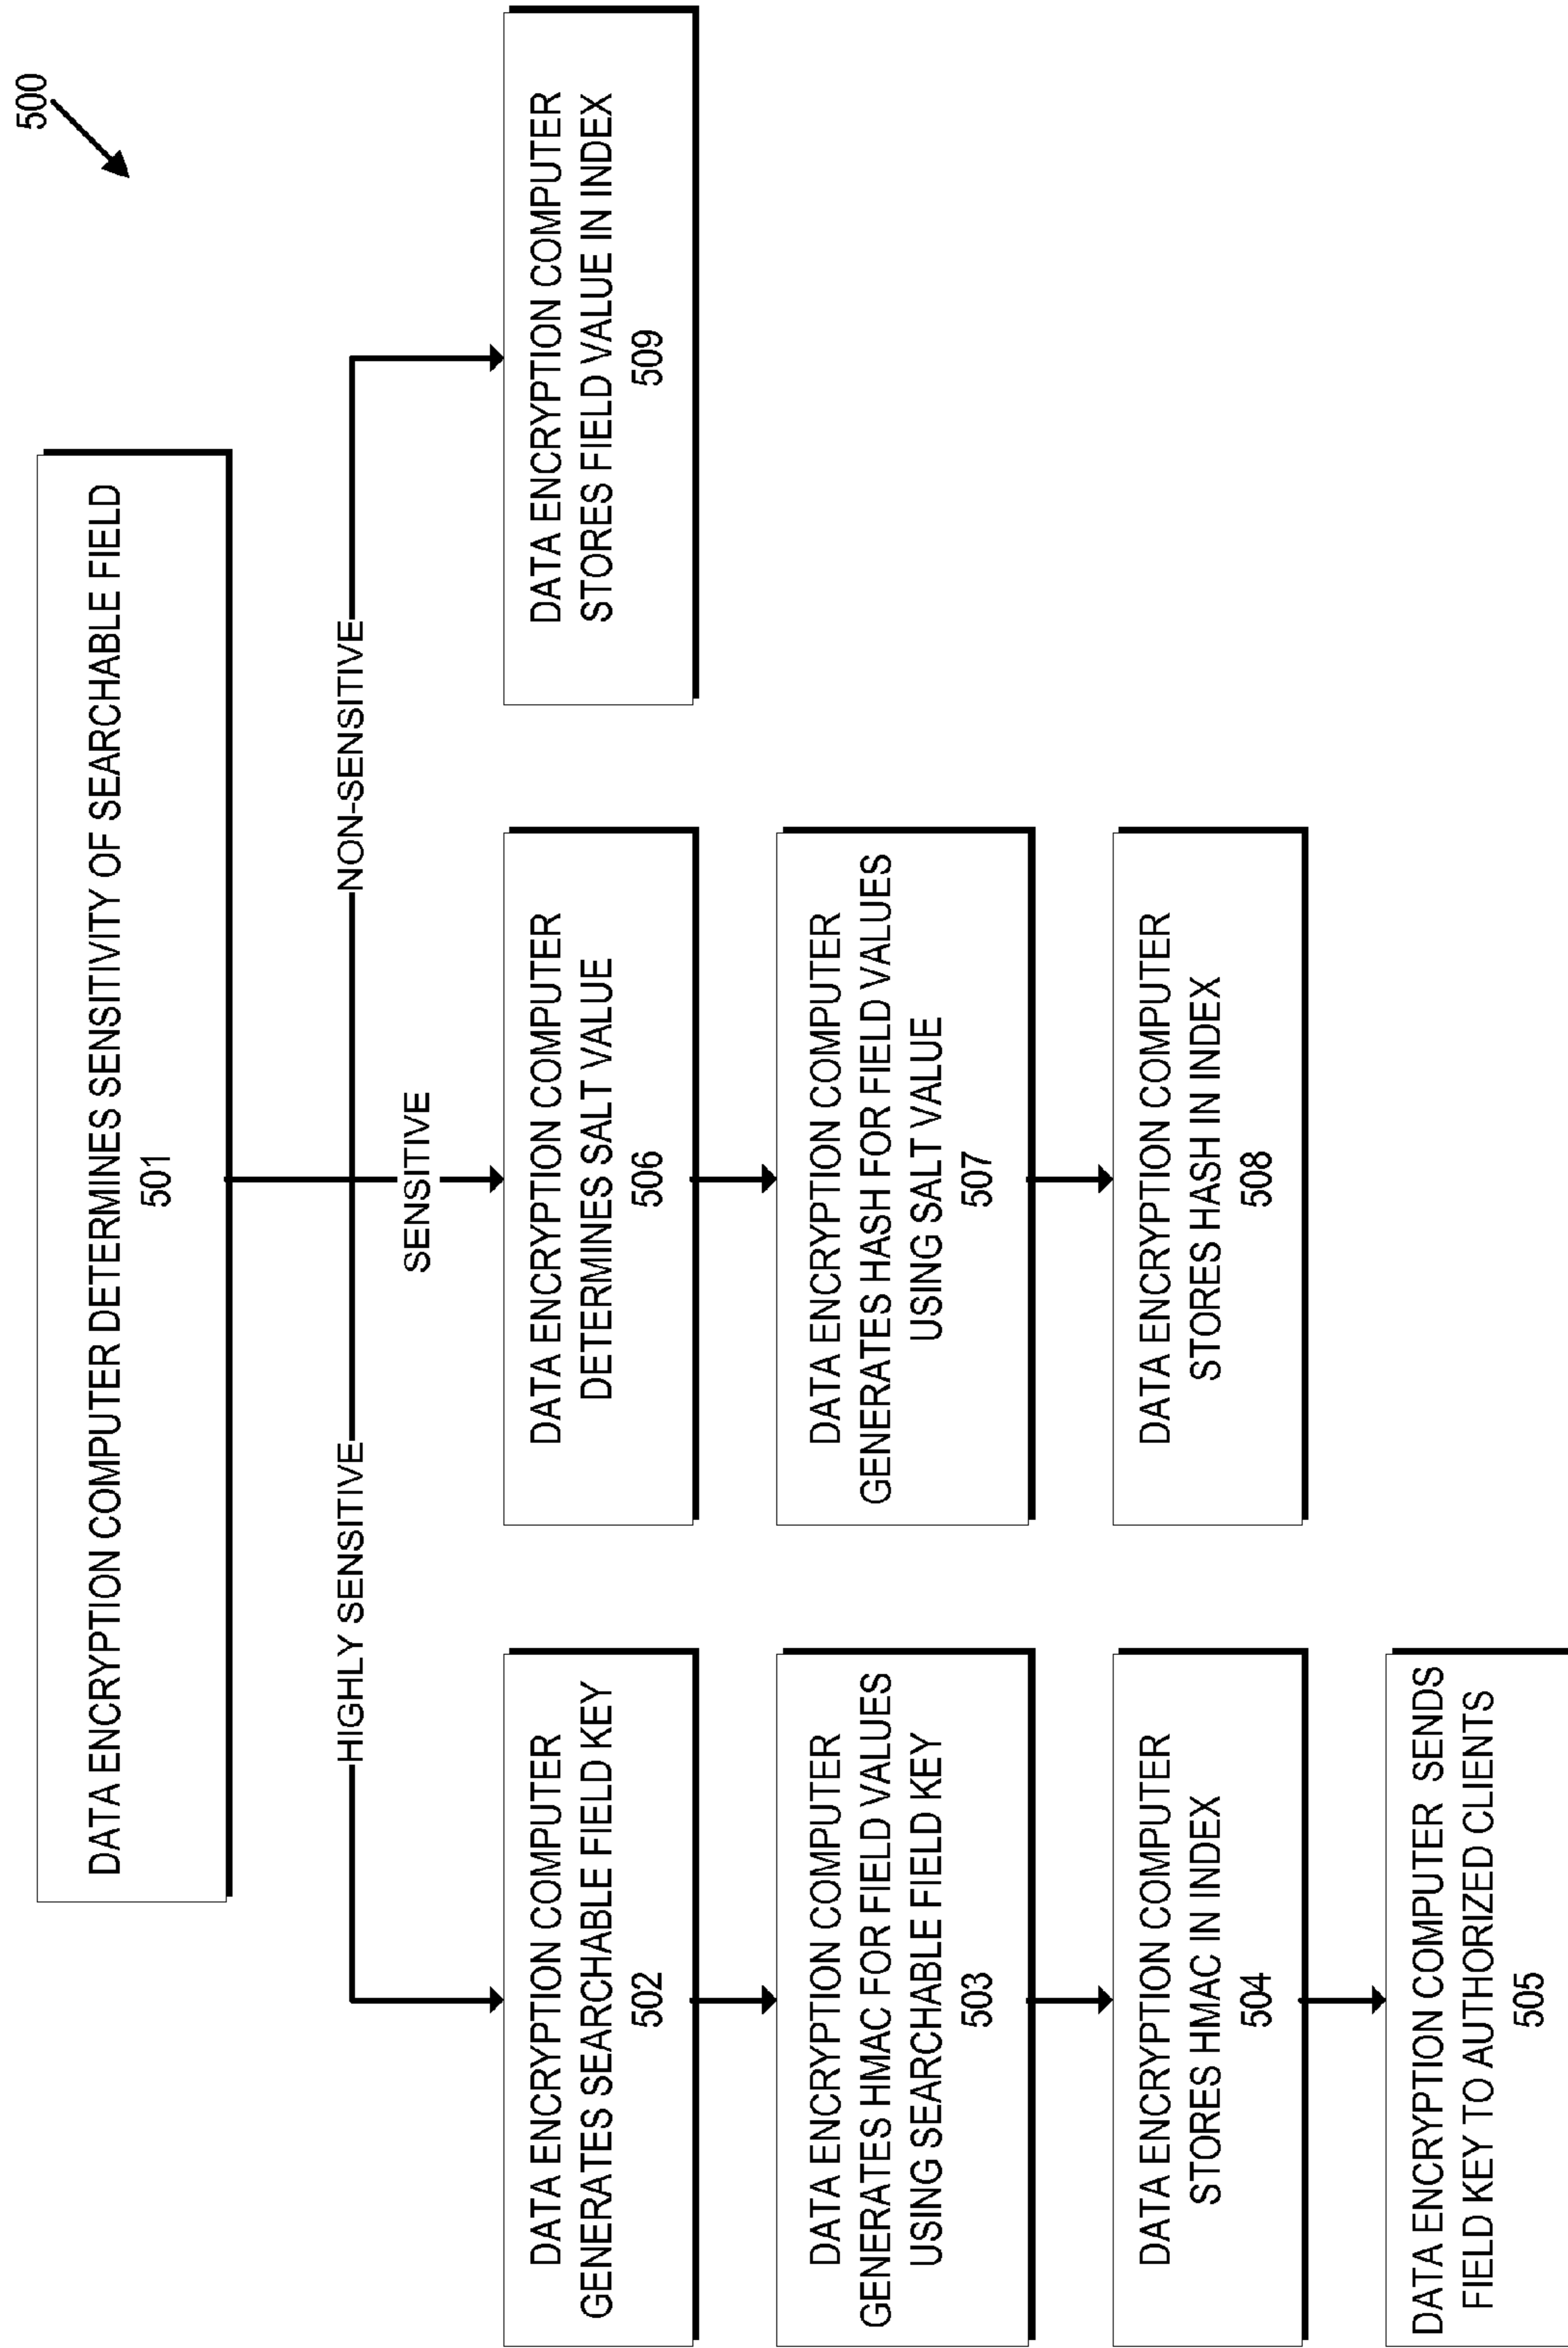 500
DATA ENCRYPTION COMPUTER DETERMINES SENSITIVITY OF SEARCHABLE FIELD
501
HIGHLY SENSITIVE
SENSITIVE
NON-SENSITIVE
DATA ENCRYPTION COMPUTER
GENERATES SEARCHABLE FIELD KEY
502
DATA ENCRYPTION COMPUTER
GENERATES HMAC FOR FIELD VALUES
USING SEARCHABLE FIELD KEY
503
DATA ENCRYPTION COMPUTER
STORES HMAC IN INDEX
504
DATA ENCRYPTION COMPUTER SENDS
FIELD KEY TO AUTHORIZED CLIENTS
505
DATA ENCRYPTION COMPUTER
DETERMINES SALT VALUE
506
DATA ENCRYPTION COMPUTER
GENERATES HASH FOR FIELD VALUES
USING SALT VALUE
507
DATA ENCRYPTION COMPUTER
STORES HASH IN INDEX
508
DATA ENCRYPTION COMPUTER
STORES FIELD VALUE IN INDEX
509